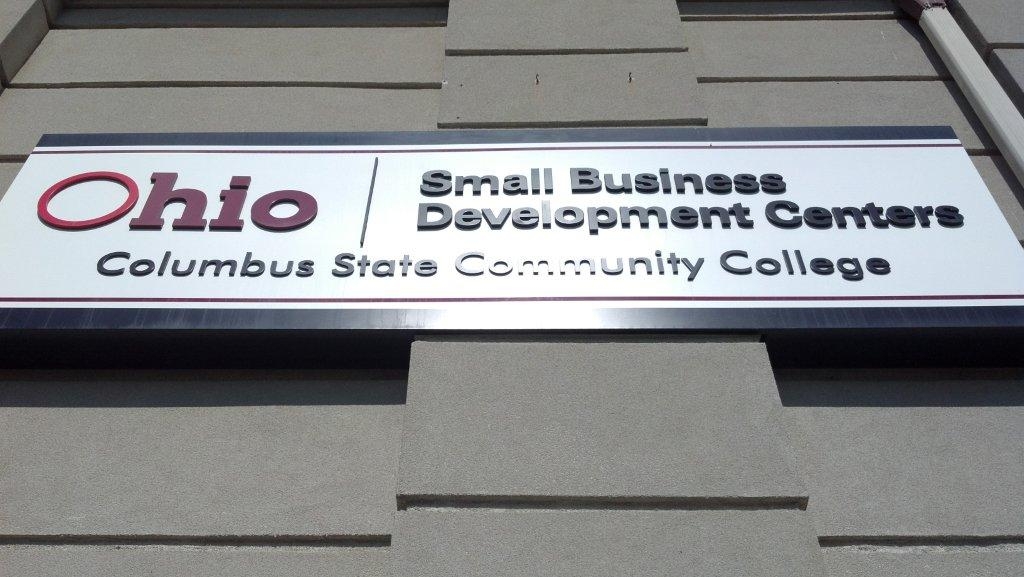 Ohio
Small Business
Development Centers
Columbus State Community College